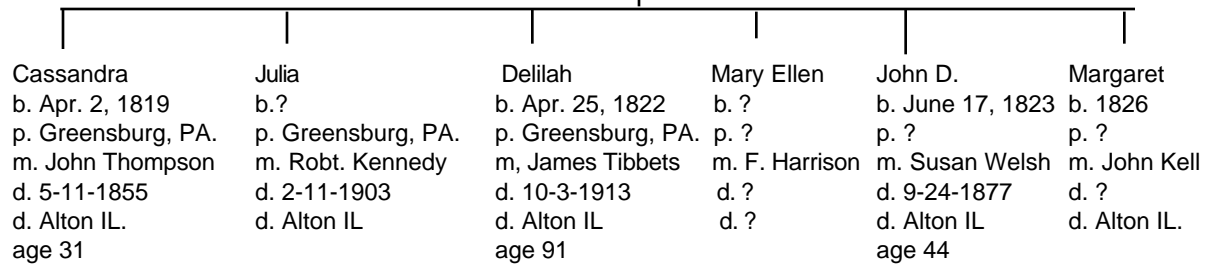 Cassandra
b. Apr. 2, 1819
p. Greensburg, PA.
m. John Thompson
d. 5-11-1855
d. Alton IL.
age 31
Julia
b.?
p. Greensburg, PA.
m. Robt. Kennedy
d. 2-11-1903
d. Alton IL
Delilah
b. Apr. 25, 1822
p. Greensburg, PA.
m, James Tibbets
d. 10-3-1913
d. Alton IL
age 91
Mary Ellen
b. ?
p. ?
m. F. Harrison
d. ?
d. ?
John D.
b. June 17, 1823
p. ?
m. Susan Welsh
d. 9-24-1877
d. Alton IL
age 44
Margaret
b. 1826
p. ?
m. John Kell
d. ?
d. Alton IL.